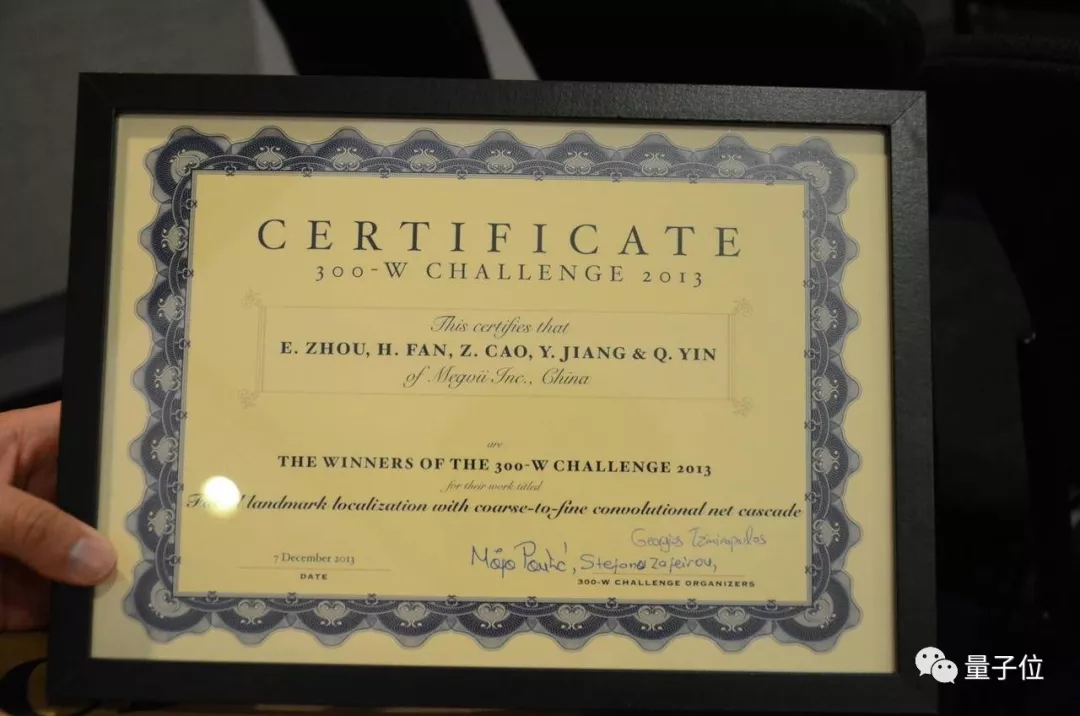 CERTIFICATE
300-W CHALLENGE 2013
This certifies that
E. ZHOU, H. FAN, Z. CAO, Y. JIANG & Q. YIN
of Megvii Inc., China
are
THE WINNERS OF THE 300-W CHALLENGE 2013
for their work titled
landmark localization with coarse-to-fine convolutional net cascade
Georgios Tzimiropoulos
7 December 2013
Stefanos Zafeiriou,
DATE
300-W CHALLENGE ORGANIZERS
量子位